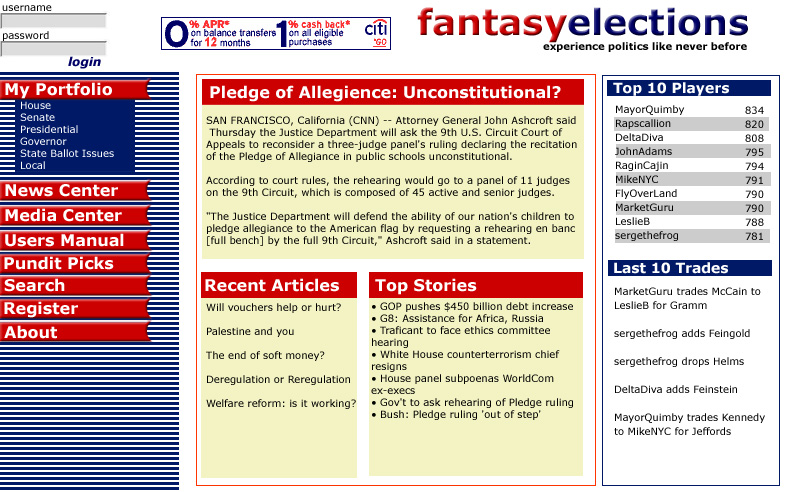 username
password
login
0% APR*
on balance transfers
for 12 months
1% cash back*
on all eligible
purchases
citi
fantasyelections
experience politics like never before
My Portfolio
House
Senate
Presidential
Governor
State Ballot Issues
Local
News Center
Media Center
Users Manual
Pundit Picks
Search
Register
About
Pledge of Allegience: Unconstitutional?
SAN FRANCISCO, California (CNN) -- Attorney General John Ashcroft said
Thursday the Justice Department will ask the 9th U.S. Circuit Court of
Appeals to reconsider a three-judge panel's ruling declaring the recitation
of the Pledge of Allegiance in public schools unconstitutional.
According to court rules, the rehearing would go to a panel of 11 judges
on the 9th Circuit, which is composed of 45 active and senior judges.
"The Justice Department will defend the ability of our nation's children to
pledge allegiance to the American flag by requesting a rehearing en banc
[full bench] by the full 9th Circuit," Ashcroft said in a statement.
Recent Articles
Will vouchers help or hurt?
Palestine and you
The end of soft money?
Deregulation or Reregulation
Welfare reform: is it working?
Top Stories
• GOP pushes $450 billion debt increase
• G8: Assistance for Africa, Russia
• Traficant to face ethics committee
hearing
• White House counterterrorism chief
resigns
• House panel subpoenas WorldCom
ex-execs
• Gov't to ask rehearing of Pledge ruling
• Bush: Pledge ruling 'out of step'
Top 10 Players
MayorQuimby 834
Rapscallion 820
DeltaDiva 808
JohnAdams 795
RaginCajin 794
MikeNYC 791
FlyOverLand 790
MarketGuru 790
LeslieB 788
sergethefrog 781
Last 10 Trades
MarketGuru trades McCain to
LeslieB for Gramm
sergethefrog adds Feingold
sergethefrog drops Helms
DeltaDiva adds Feinstein
MayorQuimby trades Kennedy
to MikeNYC for Jeffords